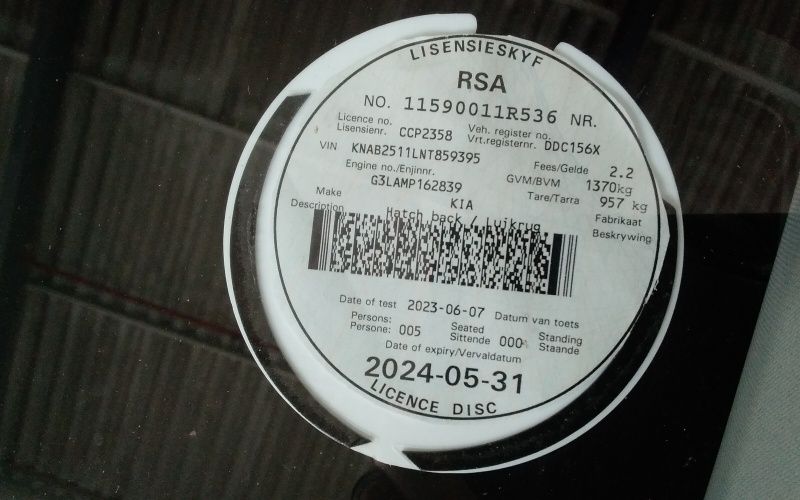 LISENSIESKYF
RSA
NO. 11590011R536 NR.
Licence no. Lisensienr. CCP2358 Veh. register no. Vrt.registernr. DDC156X
VIN KNAB2511LNT859395 Fees/Gelde 2.2
Engine no./Enjinnr. GVM/BVM 1370kg
G3LAMP162839 Tare/Tarra 957 kg
Make KIA Fabrikaat
Description Hatch back / Luikrug Beskrywing
Date of test 2023-06-07 Datum van toets
Persons: Seated Standing
Persone: 005 Sittende 000 Staande
Date of expiry/Vervaldatum
2024-05-31
LICENCE DISC